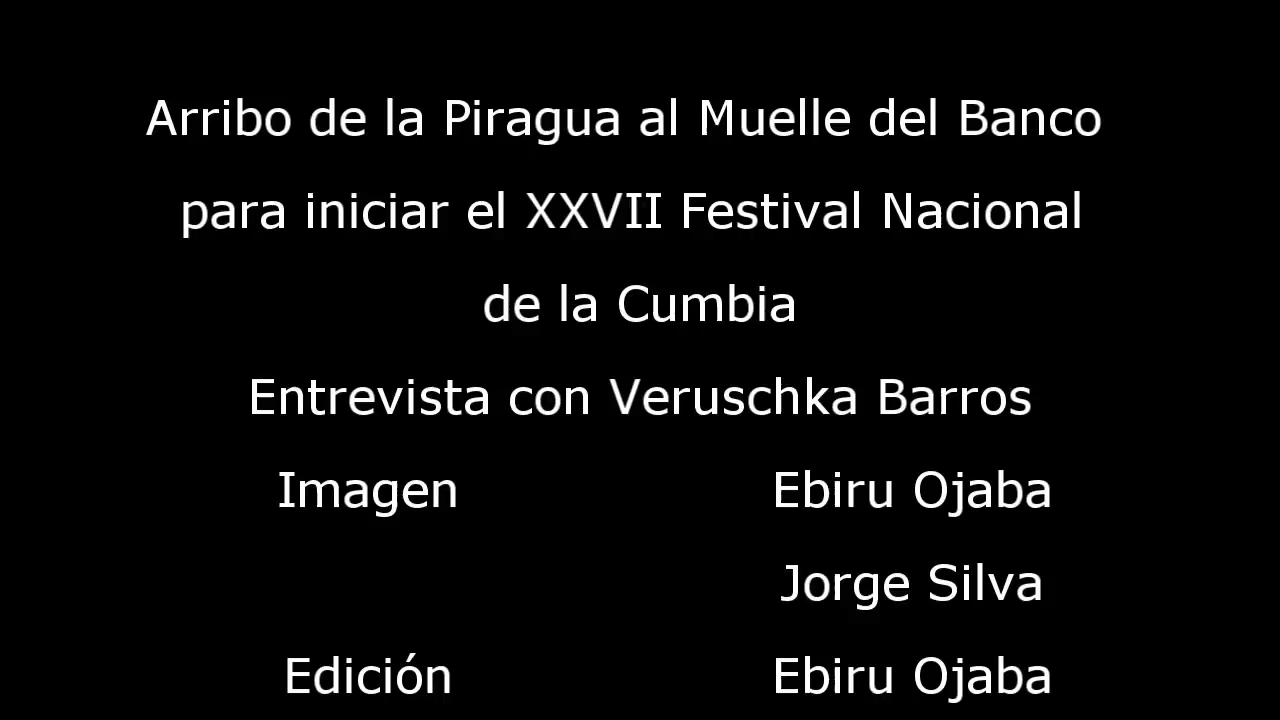 Arribo de la Piragua al Muelle del Banco
para iniciar el XXVII Festival Nacional
de la Cumbia
Entrevista con Veruschka Barros
Imagen Ebiru Ojaba
Jorge Silva
Edición Ebiru Ojaba